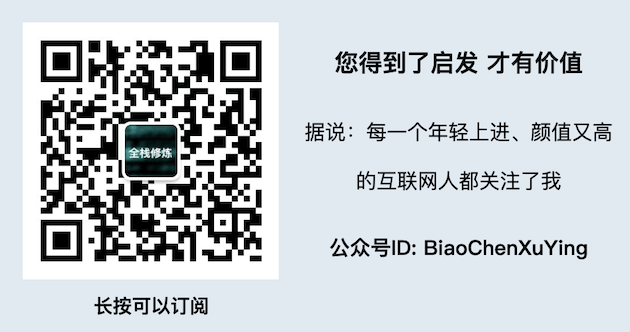 全栈修炼
长按可以订阅
您得到了启发 才有价值
据说：每一个年轻上进、颜值又高
的互联网人都关注了我
公众号ID: BiaoChenXuYing